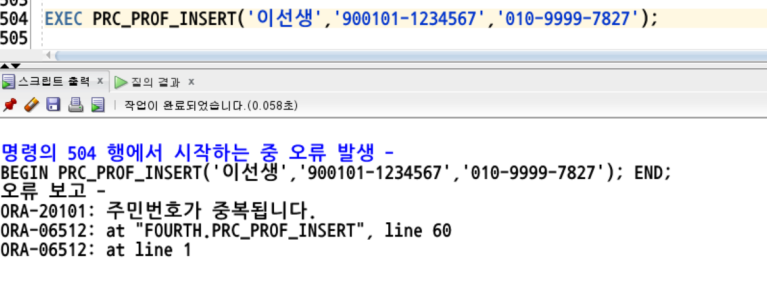 503
504 EXEC PRC_PROF_INSERT('이선생','900101-1234567','010-9999-7827');
505
스크립트 출력 x 질의 결과 x
작업이 완료되었습니다.(0.058초)
명령의 504 행에서 시작하는 중 오류 발생 -
BEGIN PRC_PROF_INSERT('이선생','900101-1234567','010-9999-7827'); END;
오류 보고 -
ORA-20101: 주민번호가 중복됩니다.
ORA-06512: at "FOURTH.PRC_PROF_INSERT", line 60
ORA-06512: at line 1